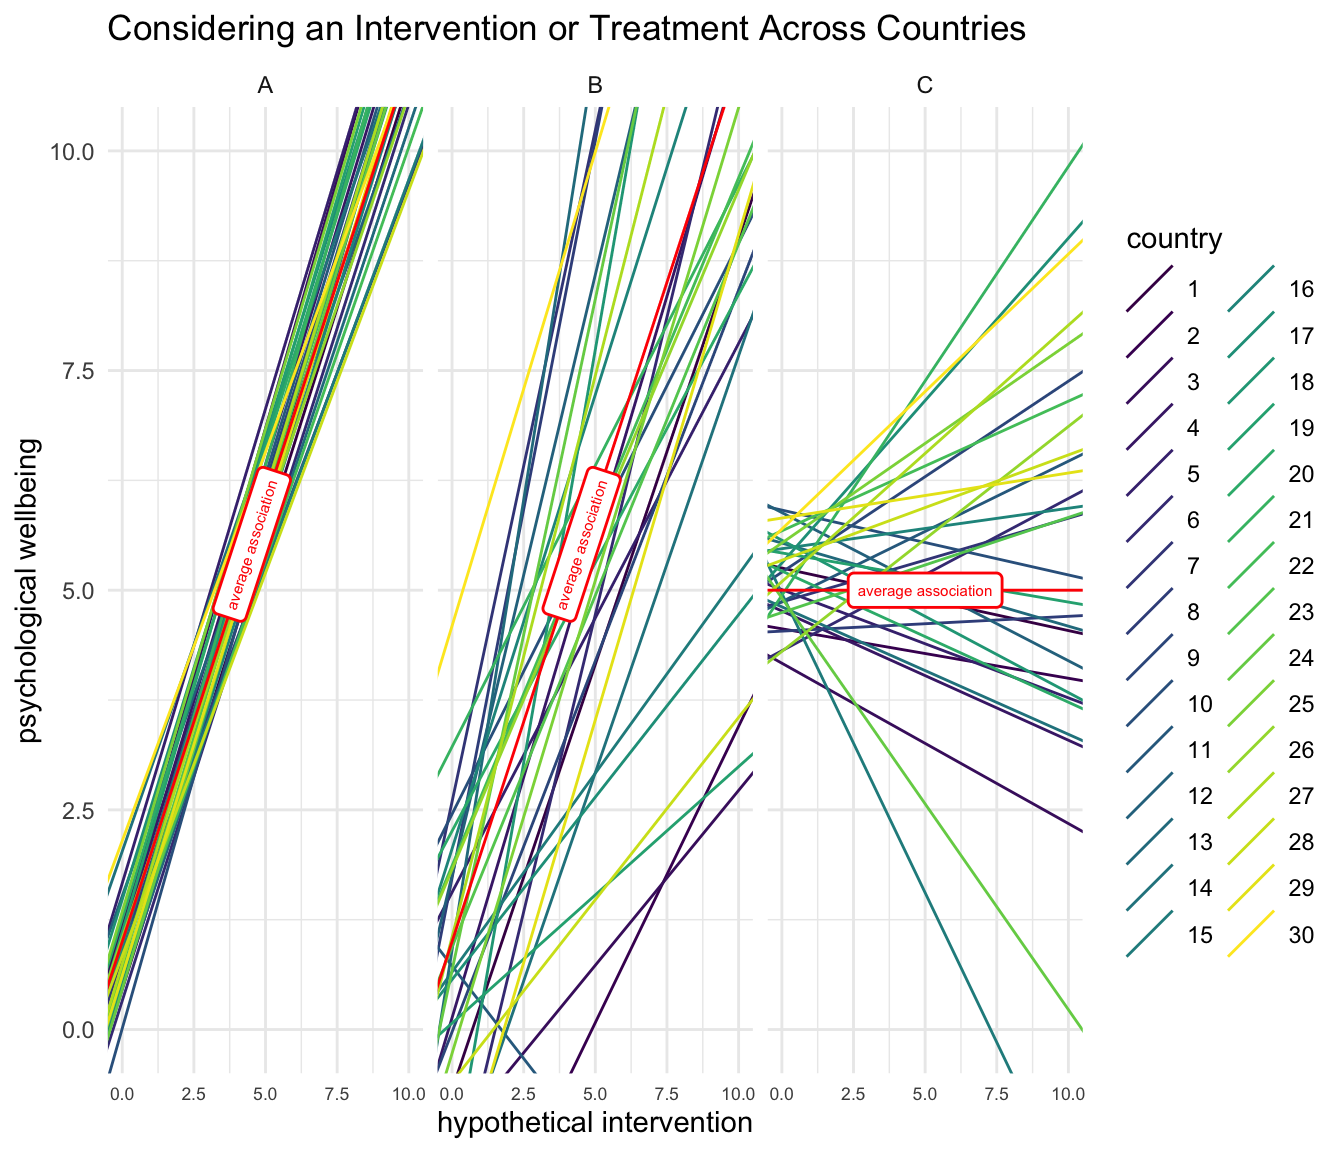 Considering an Intervention or Treatment Across Countries
A B C
10.0
7.5
5.0
2.5
0.0
psychological wellbeing
average association
average association
average association
0.0 2.5 5.0 7.5 10.0 0.0 2.5 5.0 7.5 10.0 0.0 2.5 5.0 7.5 10.0
hypothetical intervention
country
1 16
2 17
3 18
4 19
5 20
6 21
7 22
8 23
9 24
10 25
11 26
12 27
13 28
14 29
15 30